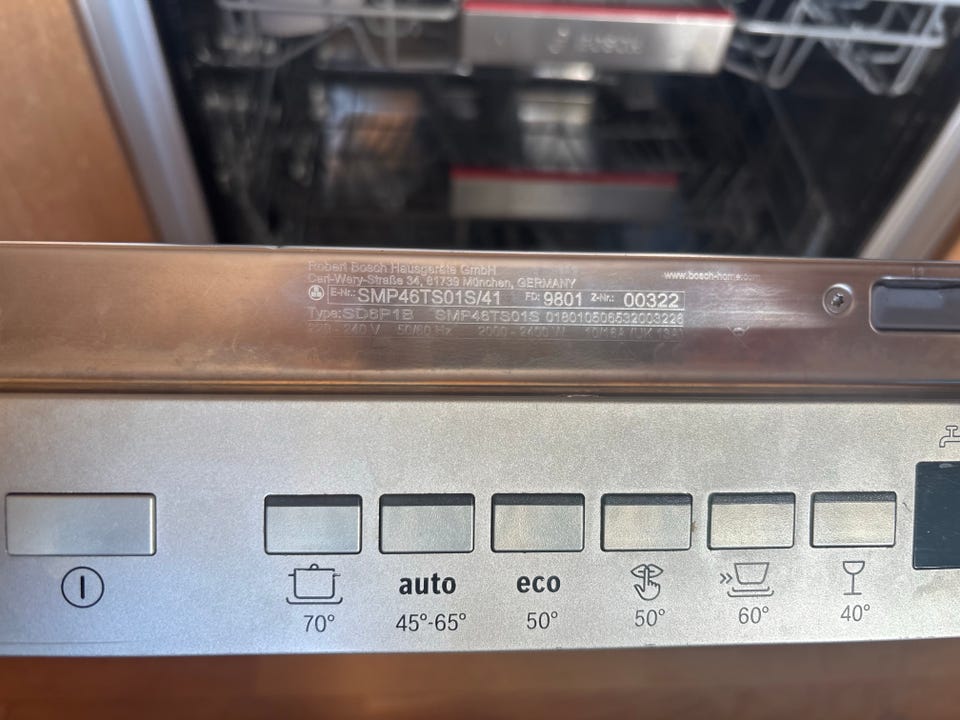 BOSCH
Robert Bosch Hausgeräte GmbH
www.bosch-home.com
Carl-Wery-Straße 34, 81739 München, GERMANY
E-Nr.: SMP46TS01S/41 FD: 9801 Z-Nr.: 00322
Type: SD6P1B SMP46TS01S 018010506532003226
220 - 240 V 50/60 Hz 2000 - 2400 W
auto
eco
70° 45°-65° 50° 50° 60° 40°